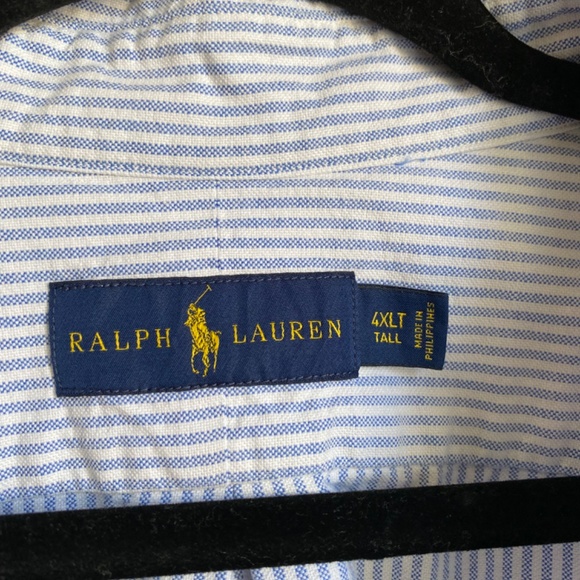 RALPH LAUREN
4XLT
TALL
MADE IN
PHILIPPINES